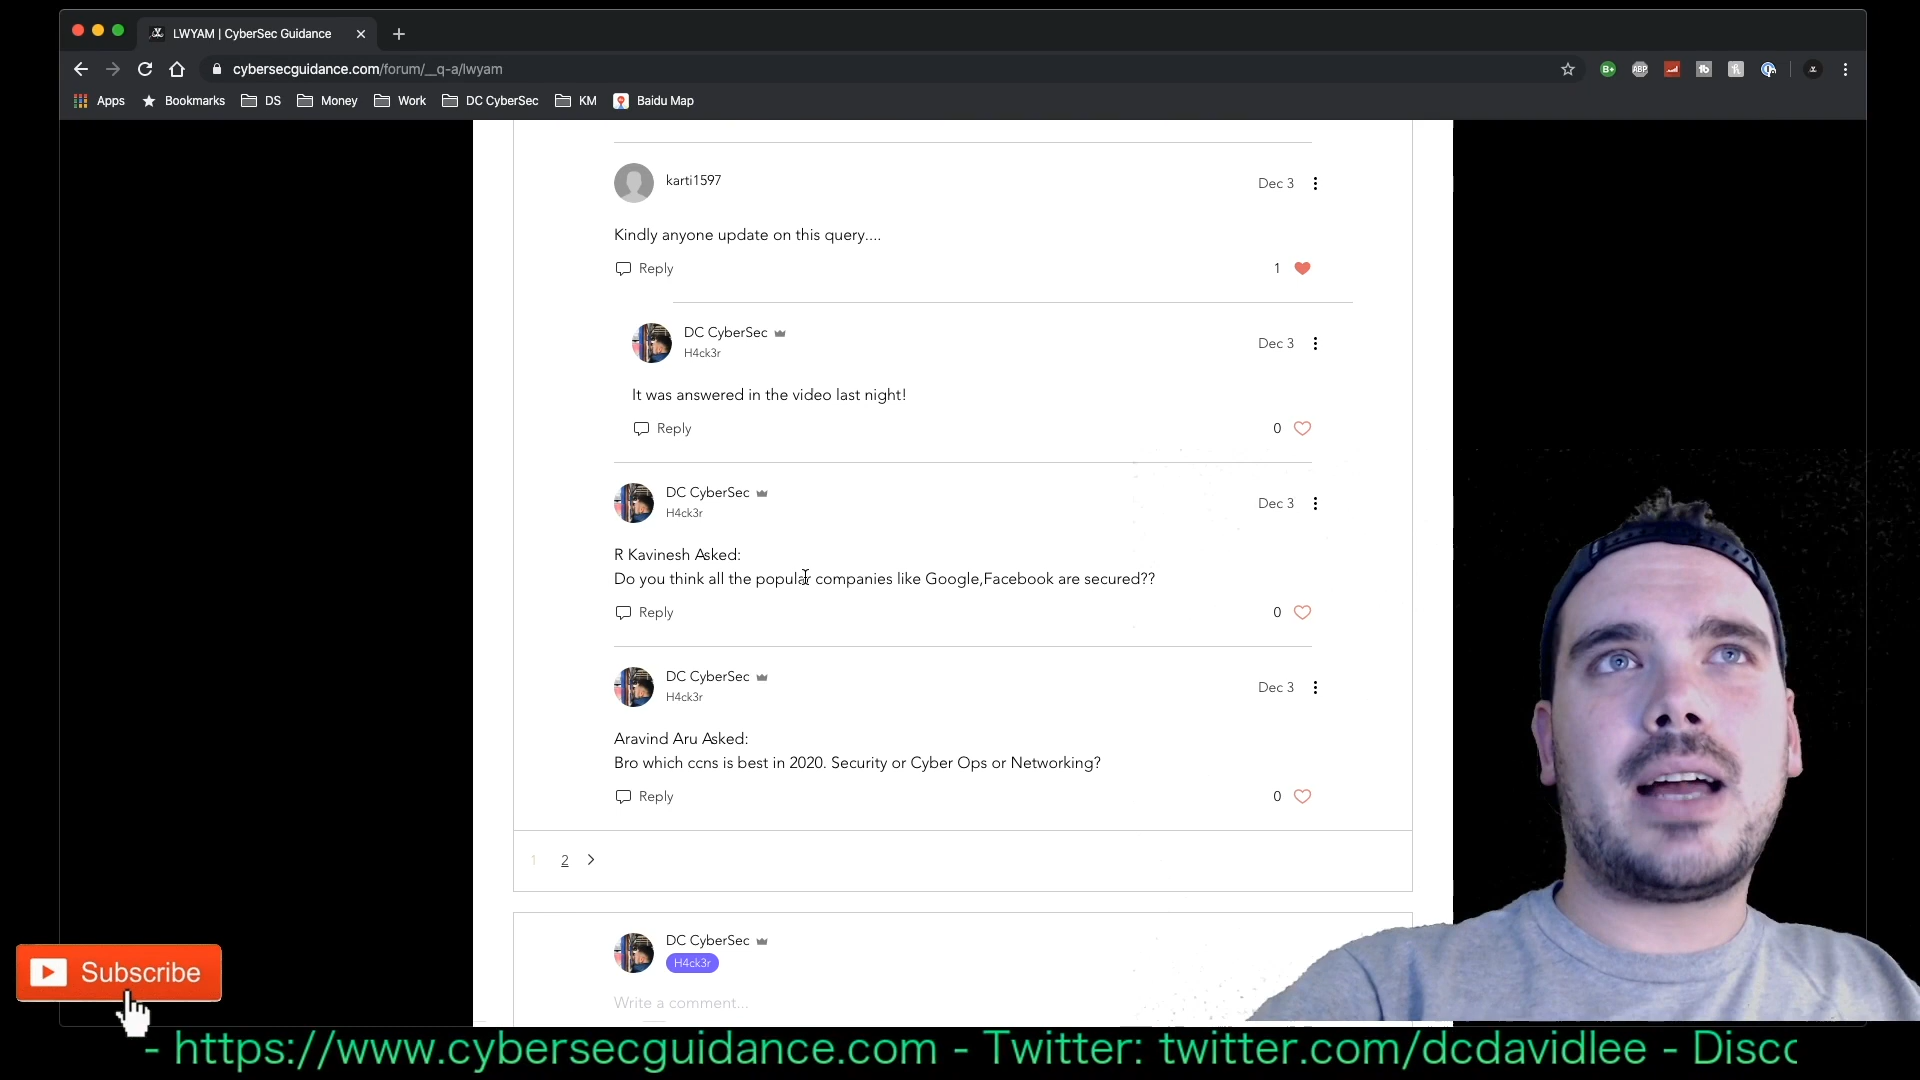 LWYAM | CyberSec Guidance
cybersecguidance.com/forum/__q-a/lwyam
Apps Bookmarks DS Money Work DC CyberSec KM Baidu Map
karti1597
Dec 3
Kindly anyone update on this query....
Reply
1
DC CyberSec
H4ck3r
Dec 3
It was answered in the video last night!
Reply
0
DC CyberSec
H4ck3r
Dec 3
R Kavinesh Asked:
Do you think all the popular companies like Google,Facebook are secured??
Reply
0
DC CyberSec
H4ck3r
Dec 3
Aravind Aru Asked:
Bro which ccns is best in 2020. Security or Cyber Ops or Networking?
Reply
0
1 2
DC CyberSec
H4ck3r
Write a comment...
Subscribe
- https://www.cybersecguidance.com - Twitter: twitter.com/dcdavidlee - Disco